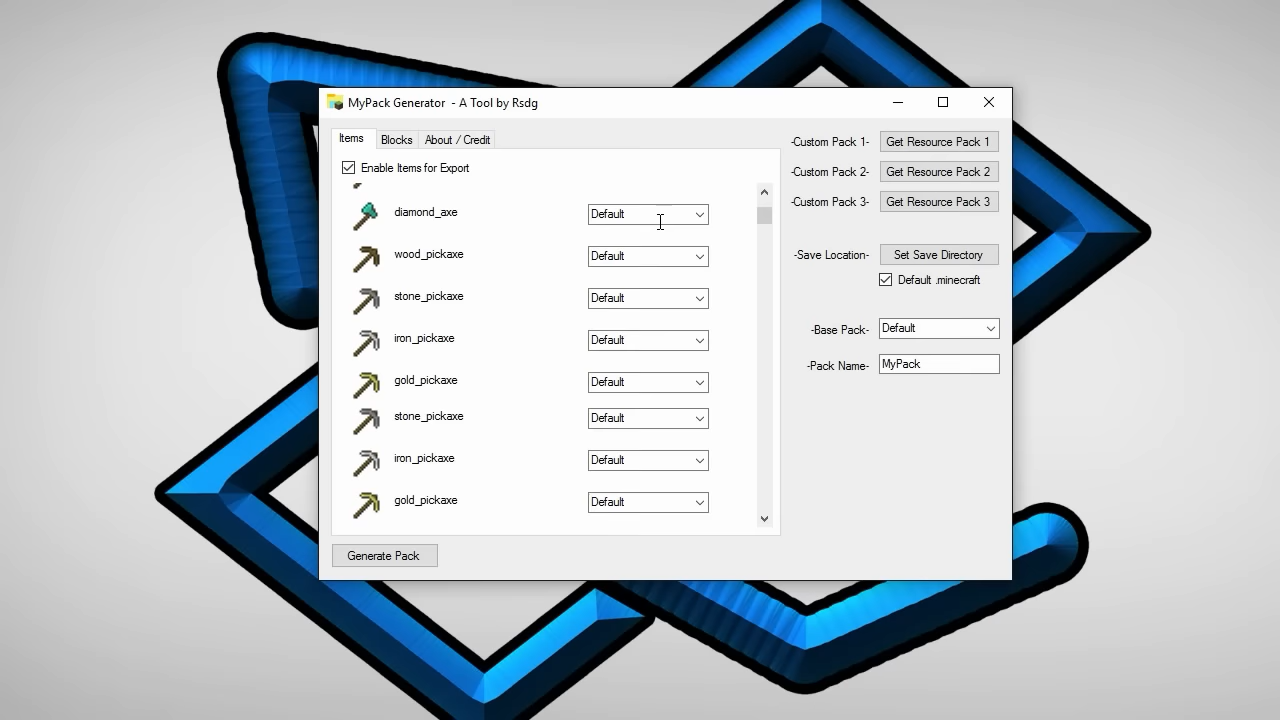 MyPack Generator - A Tool by Rsdg
Items Blocks About / Credit
Enable Items for Export
diamond_axe Default
wood_pickaxe Default
stone_pickaxe Default
iron_pickaxe Default
gold_pickaxe Default
stone_pickaxe Default
iron_pickaxe Default
gold_pickaxe Default
Generate Pack
-Custom Pack 1- Get Resource Pack 1
-Custom Pack 2- Get Resource Pack 2
-Custom Pack 3- Get Resource Pack 3
-Save Location- Set Save Directory
Default .minecraft
-Base Pack- Default
-Pack Name- MyPack